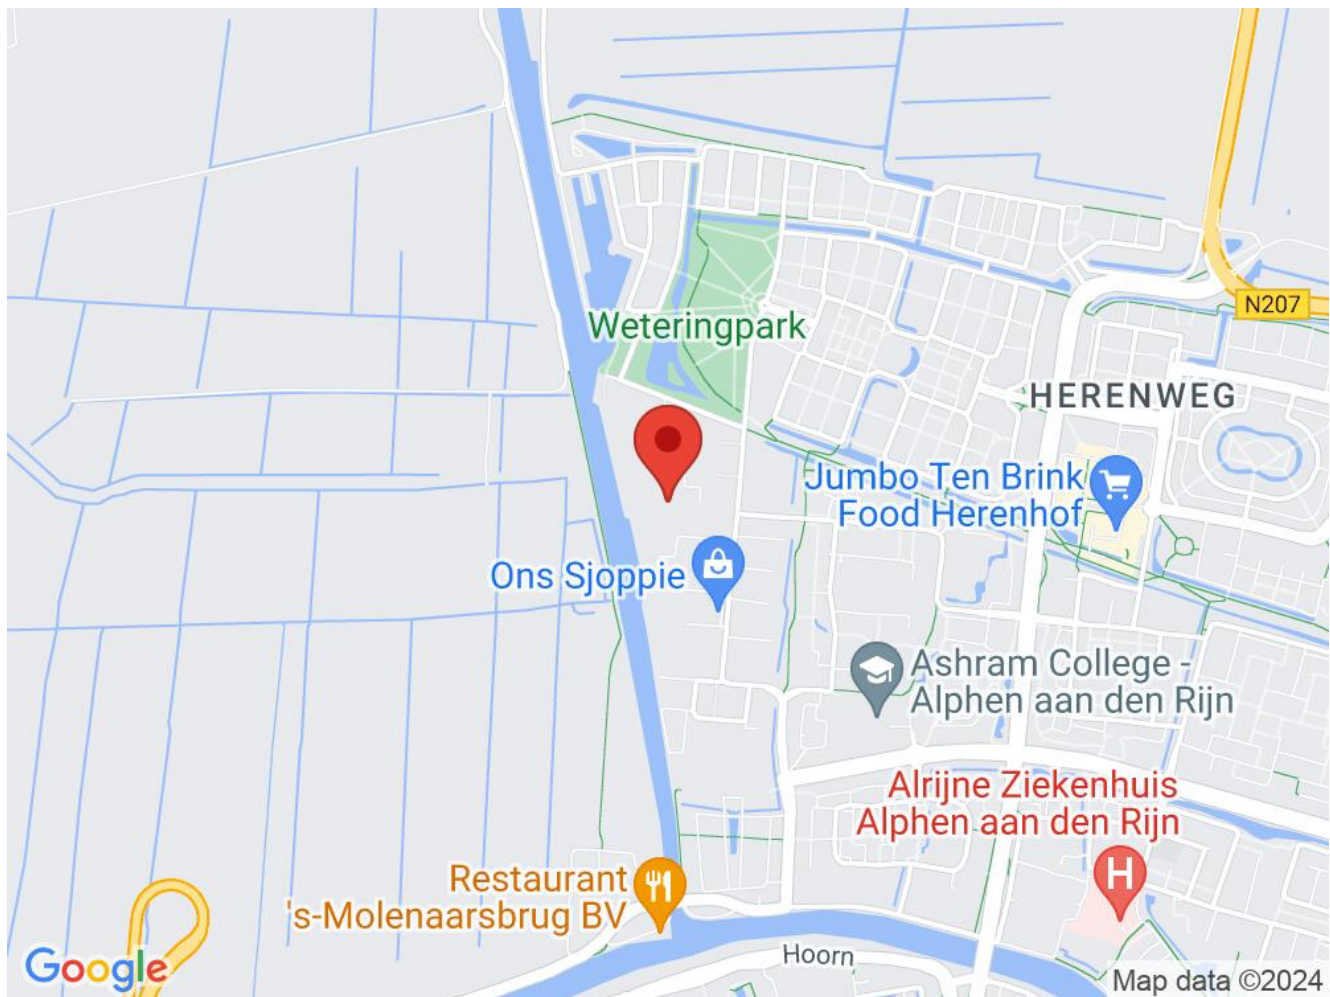 N207
Weteringpark
HERENWEG
Jumbo Ten Brink
Food Herenhof
Ons Sjoppie
Ashram College -
Alphen aan den Rijn
Alrijne Ziekenhuis
Alphen aan den Rijn
H
Restaurant
's-Molenaarsbrug BV
Hoorn
Google
Map data ©2024